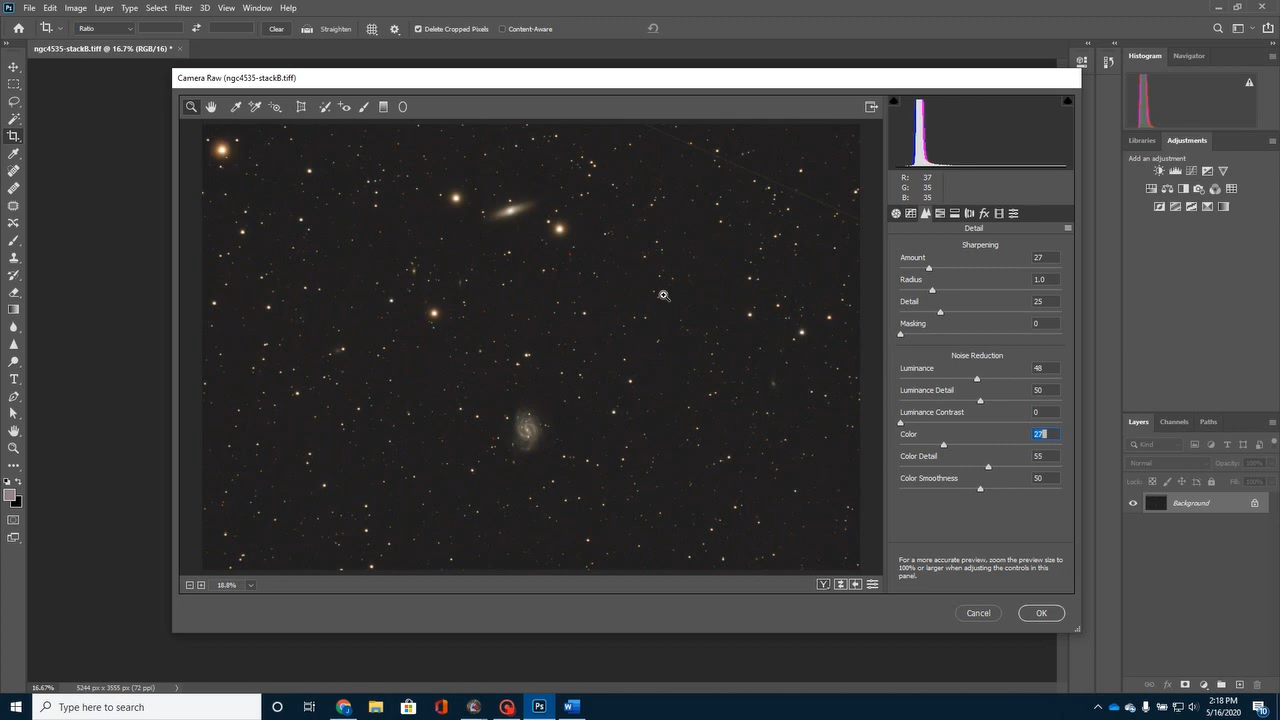 Ps File Edit Image Layer Type Select Filter 3D View Window Help
Ratio Clear Straighten Delete Cropped Pixels Content-Aware
ngc4535-stackB.tiff @ 16.7% (RGB/16) * ×
Histogram Navigator
Camera Raw (ngc4535-stackB.tiff)
R: 37
G: 35
B: 35
Detail
Sharpening
Amount 27
Radius 1.0
Detail 25
Masking 0
Noise Reduction
Luminance 48
Luminance Detail 50
Luminance Contrast 0
Color 27
Color Detail 55
Color Smoothness 50
For a more accurate preview, zoom the preview size to
100% or larger when adjusting the controls in this
panel.
18.8%
Cancel OK
Libraries Adjustments
Add an adjustment
Layers Channels Paths
Kind
Normal Opacity: 100%
Lock: Fill: 100%
Background
16.67% 5244 px x 3555 px (72 ppi)
Type here to search
2:18 PM
5/16/2020
10